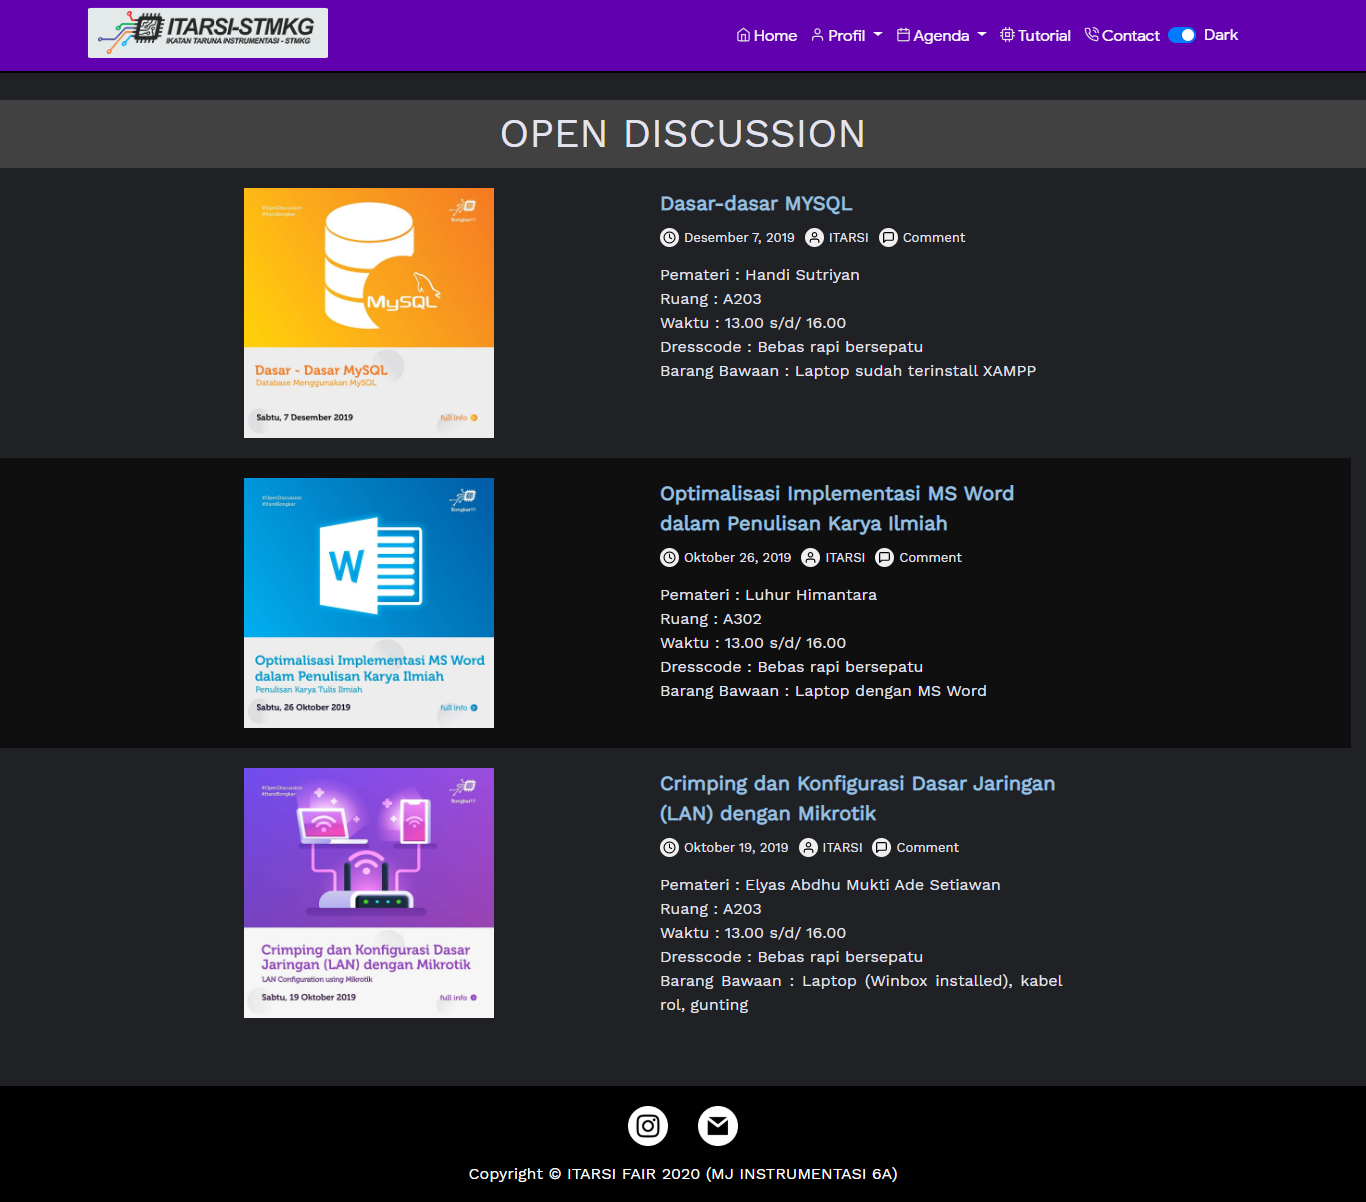 ITARSI-STMKG
IKATAN TARUNA INSTRUMENTASI - STMKG
Home Profil Agenda Tutorial Contact Dark
OPEN DISCUSSION
#OpenDiscussion
#ItarsiBongkar
Bongkar!!!
MySQL
Dasar - Dasar MySQL
Database Menggunakan MySQL
Sabtu, 7 Desember 2019
full info
Dasar-dasar MYSQL
Desember 7, 2019 ITARSI Comment
Pemateri : Handi Sutriyan
Ruang : A203
Waktu : 13.00 s/d/ 16.00
Dresscode : Bebas rapi bersepatu
Barang Bawaan : Laptop sudah terinstall XAMPP
#OpenDiscussion
#ItarsiBongkar
Bongkar!!!
W
Optimalisasi Implementasi MS Word
dalam Penulisan Karya Ilmiah
Penulisan Karya Tulis Ilmiah
Sabtu, 26 Oktober 2019
full info
Optimalisasi Implementasi MS Word
dalam Penulisan Karya Ilmiah
Oktober 26, 2019 ITARSI Comment
Pemateri : Luhur Himantara
Ruang : A302
Waktu : 13.00 s/d/ 16.00
Dresscode : Bebas rapi bersepatu
Barang Bawaan : Laptop dengan MS Word
#OpenDiscussion
#ItarsiBongkar
Bongkar!!!
Crimping dan Konfigurasi Dasar
Jaringan (LAN) dengan Mikrotik
LAN Configuration using Mikrotik
Sabtu, 19 Oktober 2019
full info
Crimping dan Konfigurasi Dasar Jaringan
(LAN) dengan Mikrotik
Oktober 19, 2019 ITARSI Comment
Pemateri : Elyas Abdhu Mukti Ade Setiawan
Ruang : A203
Waktu : 13.00 s/d/ 16.00
Dresscode : Bebas rapi bersepatu
Barang Bawaan : Laptop (Winbox installed), kabel
rol, gunting
Copyright © ITARSI FAIR 2020 (MJ INSTRUMENTASI 6A)